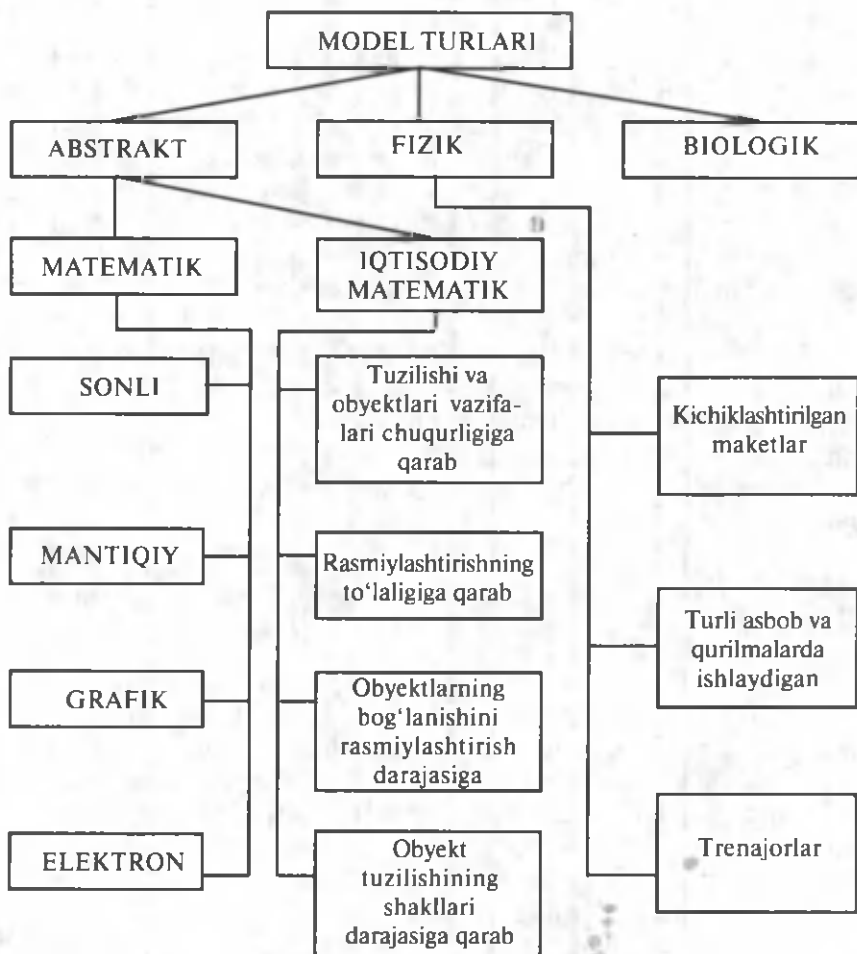 MODEL TURLARI
ABSTRAKT
FIZIK
BIOLOGIK
MATEMATIK
IQTISODIY
MATEMATIK
SONLI
MANTIQIY
GRAFIK
ELEKTRON
Tuzilishi va
obyektlari vazifa-
lari chuqurligiga
qarab
Rasmiylashtirishning
to‘laligiga qarab
Obyektlarning
bog‘lanishini
rasmiylashtirish
darajasiga
Obyekt
tuzilishining
shakllari
darajasiga qarab
Kichiklashtirilgan
maketlar
Turli asbob va
qurilmalarda
ishlaydigan
Trenajorlar